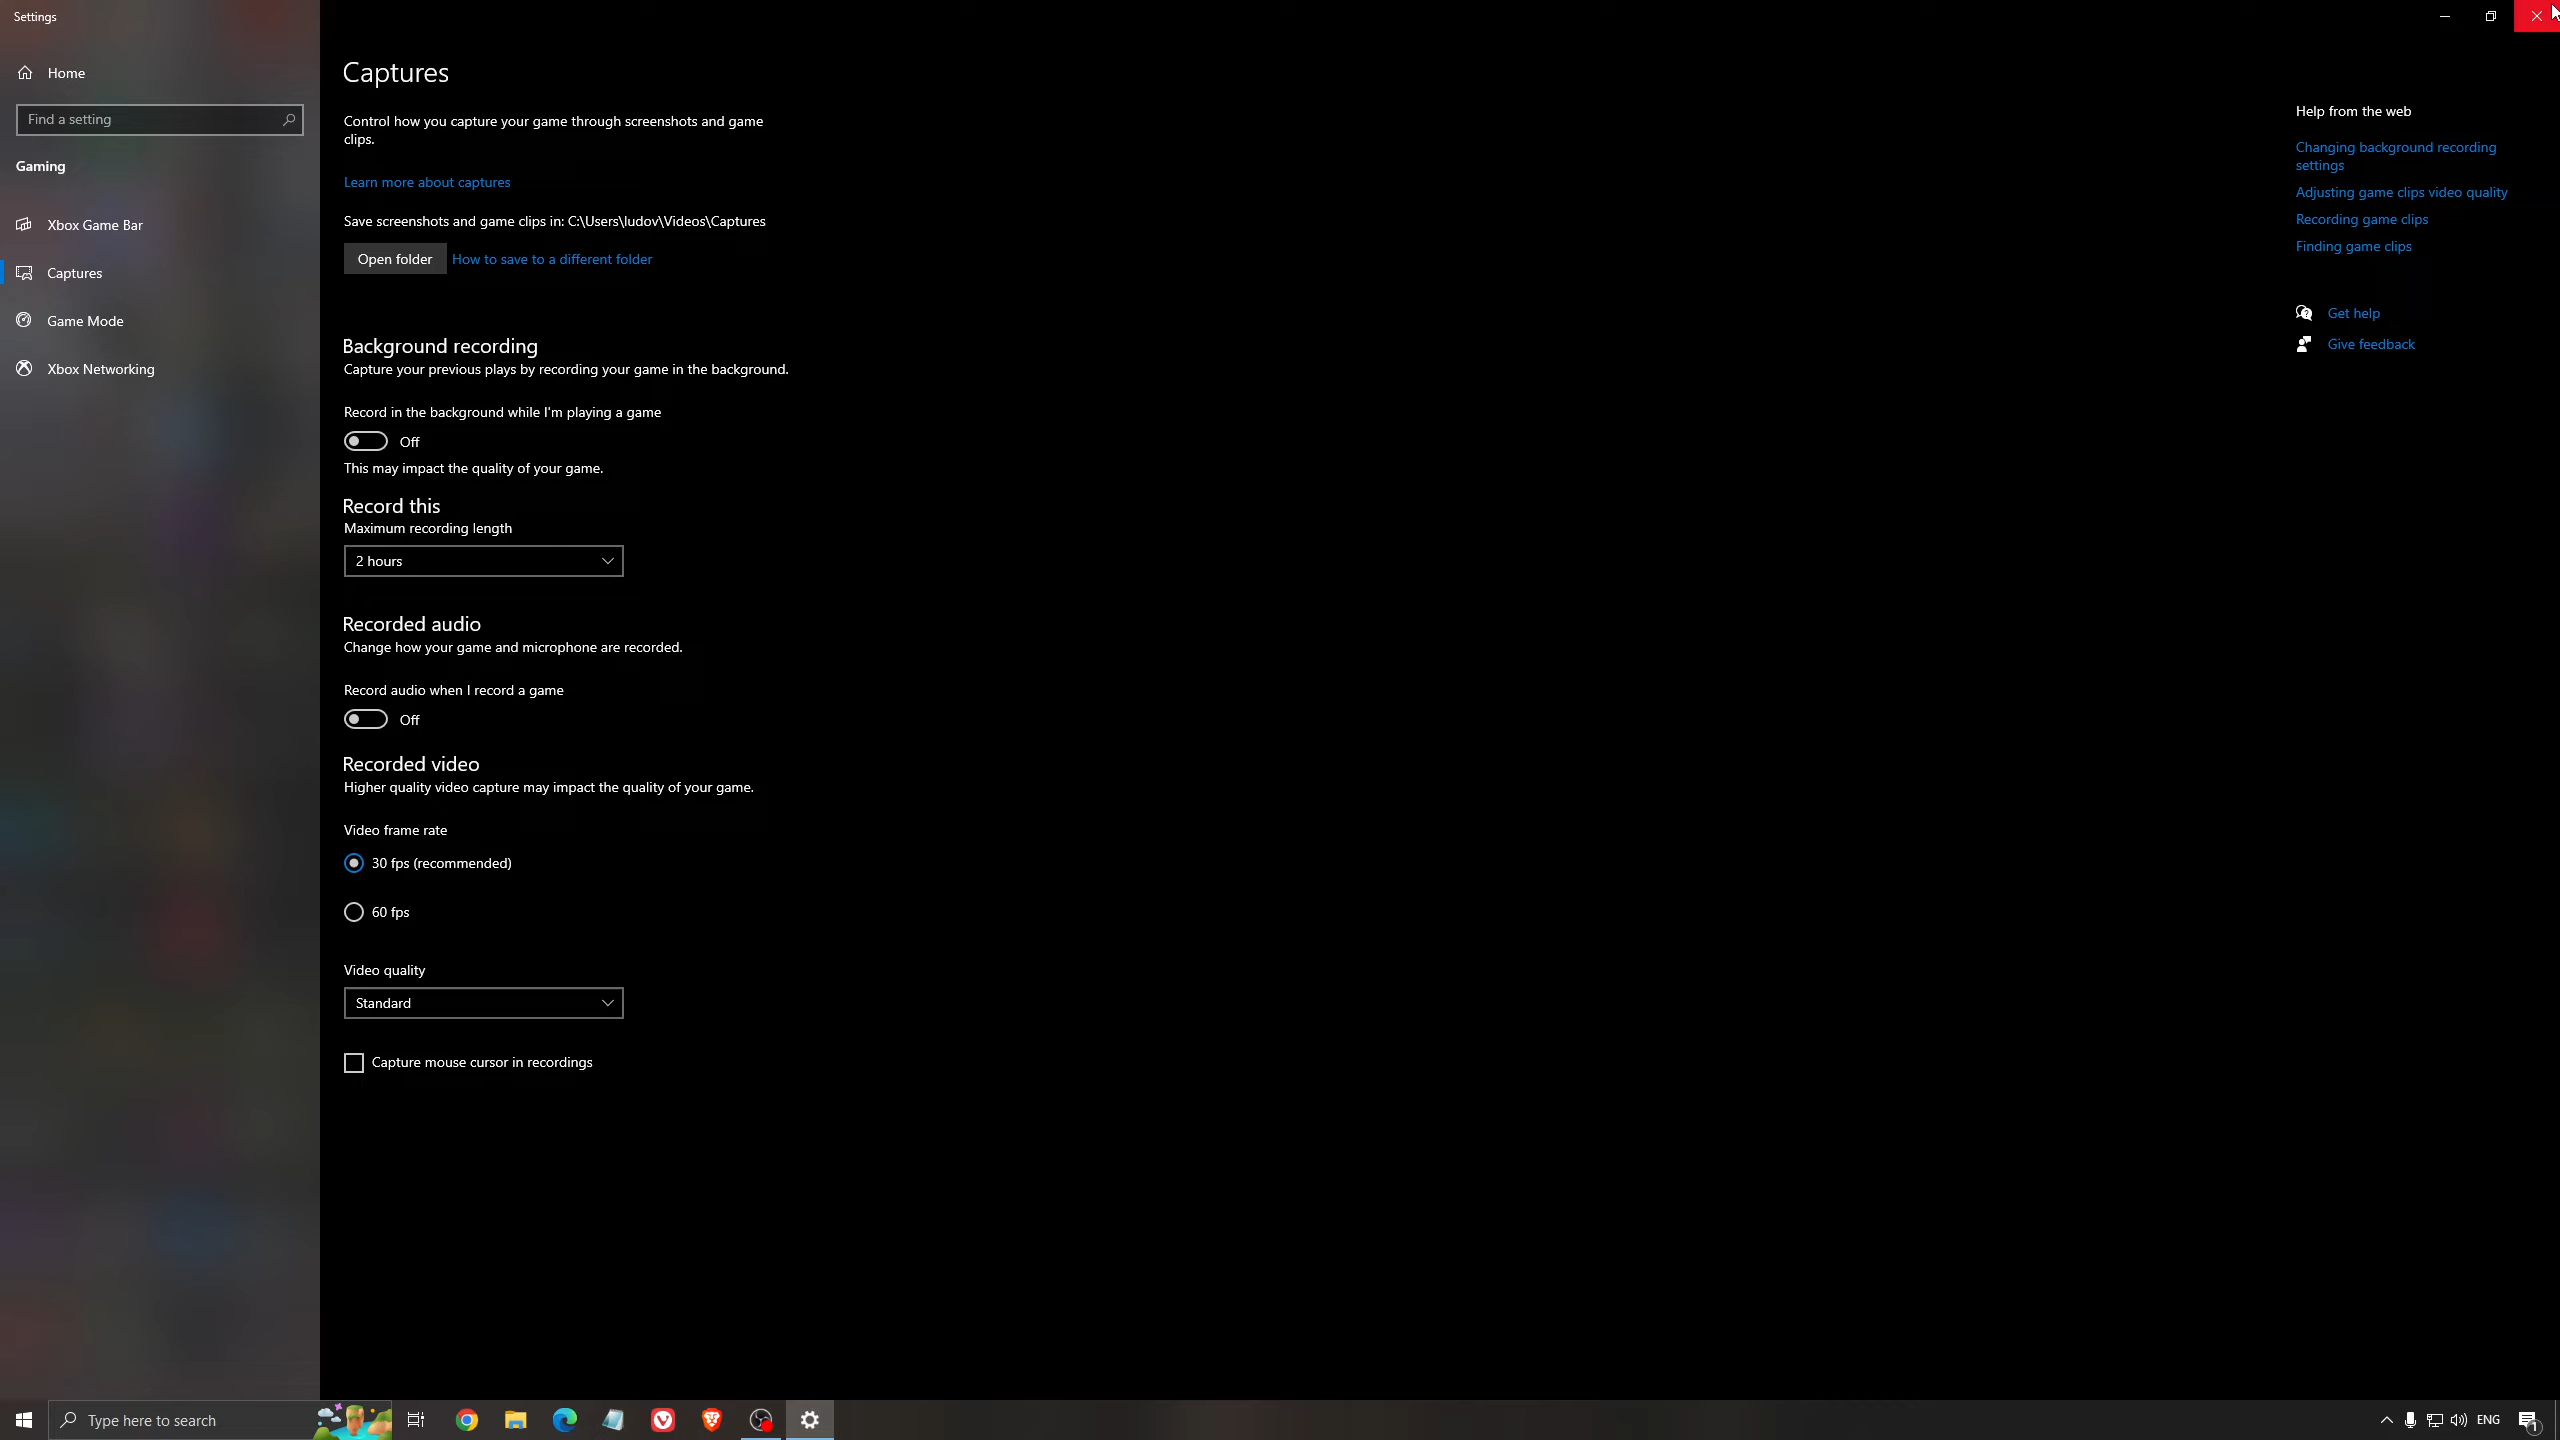 Settings
Home
Find a setting
Gaming
Xbox Game Bar
Captures
Game Mode
Xbox Networking
Captures
Control how you capture your game through screenshots and game
clips.
Learn more about captures
Save screenshots and game clips in: C:\Users\ludov\Videos\Captures
Open folder
How to save to a different folder
Background recording
Capture your previous plays by recording your game in the background.
Record in the background while I'm playing a game
Off
This may impact the quality of your game.
Record this
Maximum recording length
2 hours
Recorded audio
Change how your game and microphone are recorded.
Record audio when I record a game
Off
Recorded video
Higher quality video capture may impact the quality of your game.
Video frame rate
30 fps (recommended)
60 fps
Video quality
Standard
Capture mouse cursor in recordings
Help from the web
Changing background recording
settings
Adjusting game clips video quality
Recording game clips
Finding game clips
Get help
Give feedback
Type here to search
ENG
1